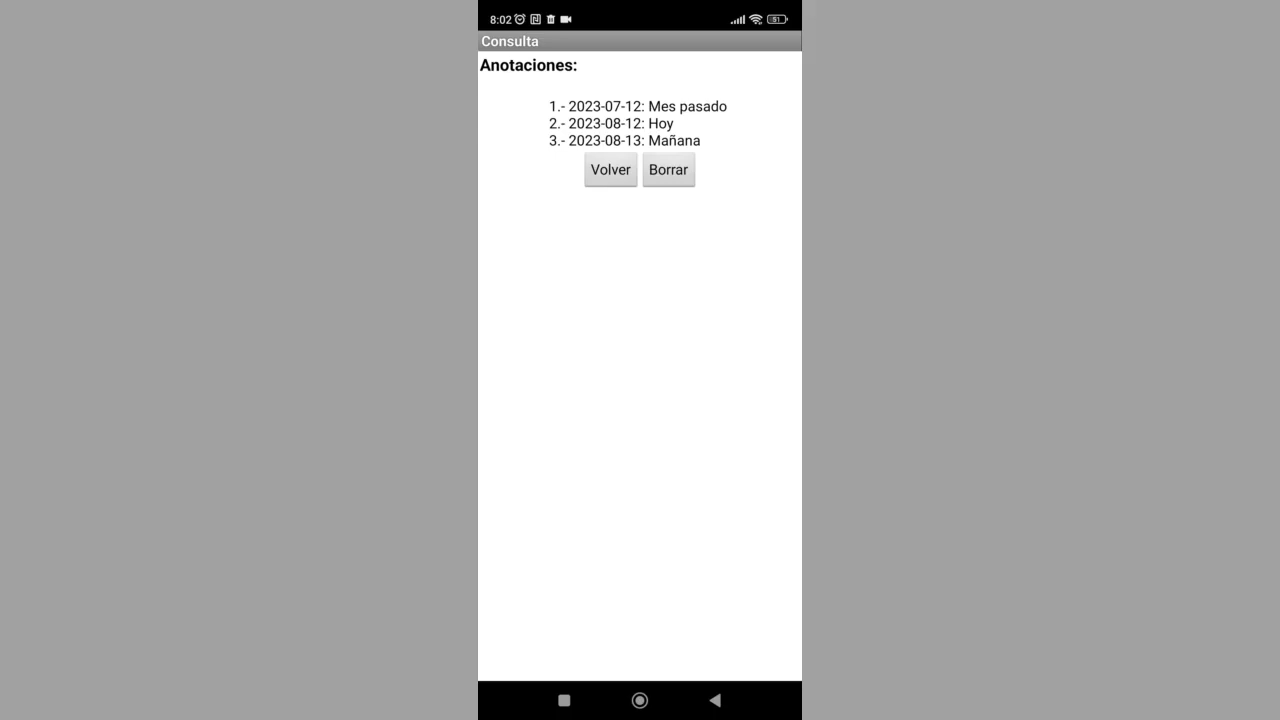 8:02
51
Consulta
Anotaciones:
1.- 2023-07-12: Mes pasado
2.- 2023-08-12: Hoy
3.- 2023-08-13: Mañana
Volver Borrar